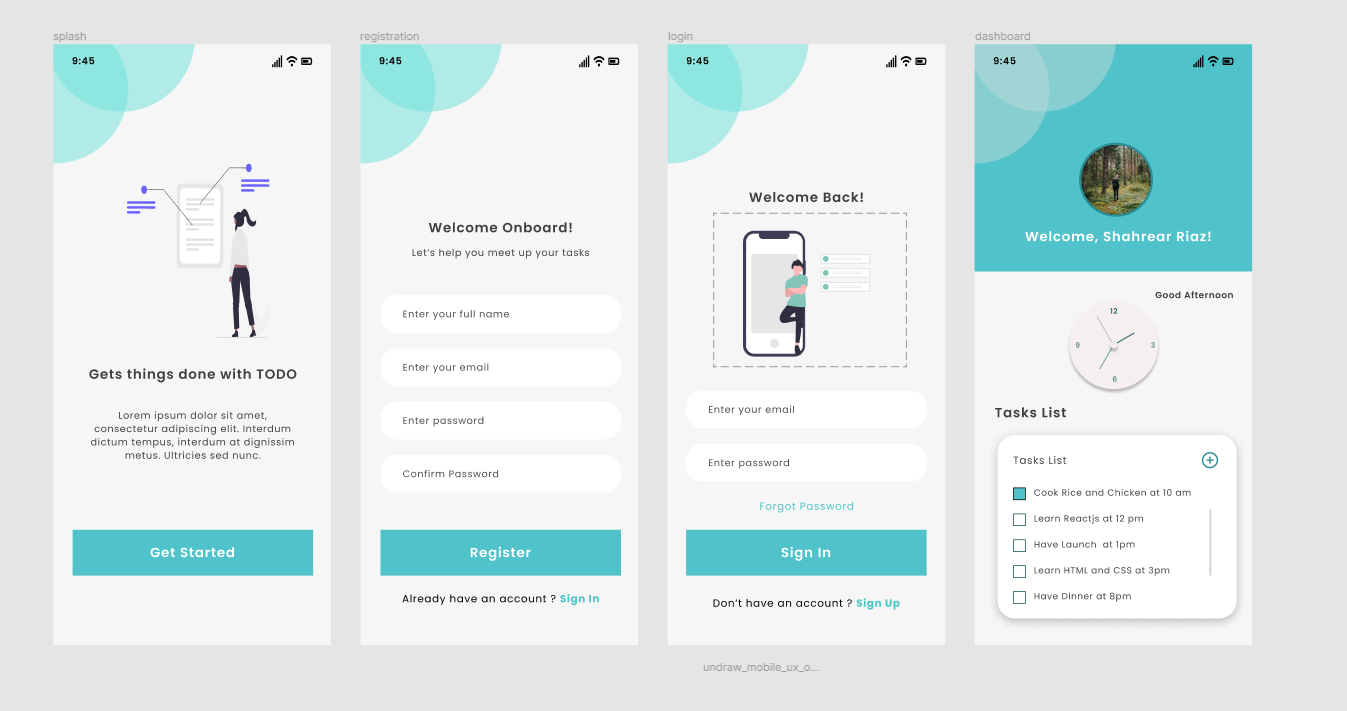 splash
9:45
Gets things done with TODO
Lorem ipsum dolor sit amet,
consectetur adipiscing elit. Interdum
dictum tempus, interdum at dignissim
metus. Ultricies sed nunc.
Get Started
registration
9:45
Welcome Onboard!
Let's help you meet up your tasks
Enter your full name
Enter your email
Enter password
Confirm Password
Register
Already have an account ? Sign In
login
9:45
Welcome Back!
Enter your email
Enter password
Forgot Password
Sign In
Don't have an account ? Sign Up
undraw_mobile_ux_o...
dashboard
9:45
Welcome, Shahrear Riaz!
Good Afternoon
12
9
3
6
Tasks List
Tasks List
Cook Rice and Chicken at 10 am
Learn Reactjs at 12 pm
Have Launch  at 1pm
Learn HTML and CSS at 3pm
Have Dinner at 8pm